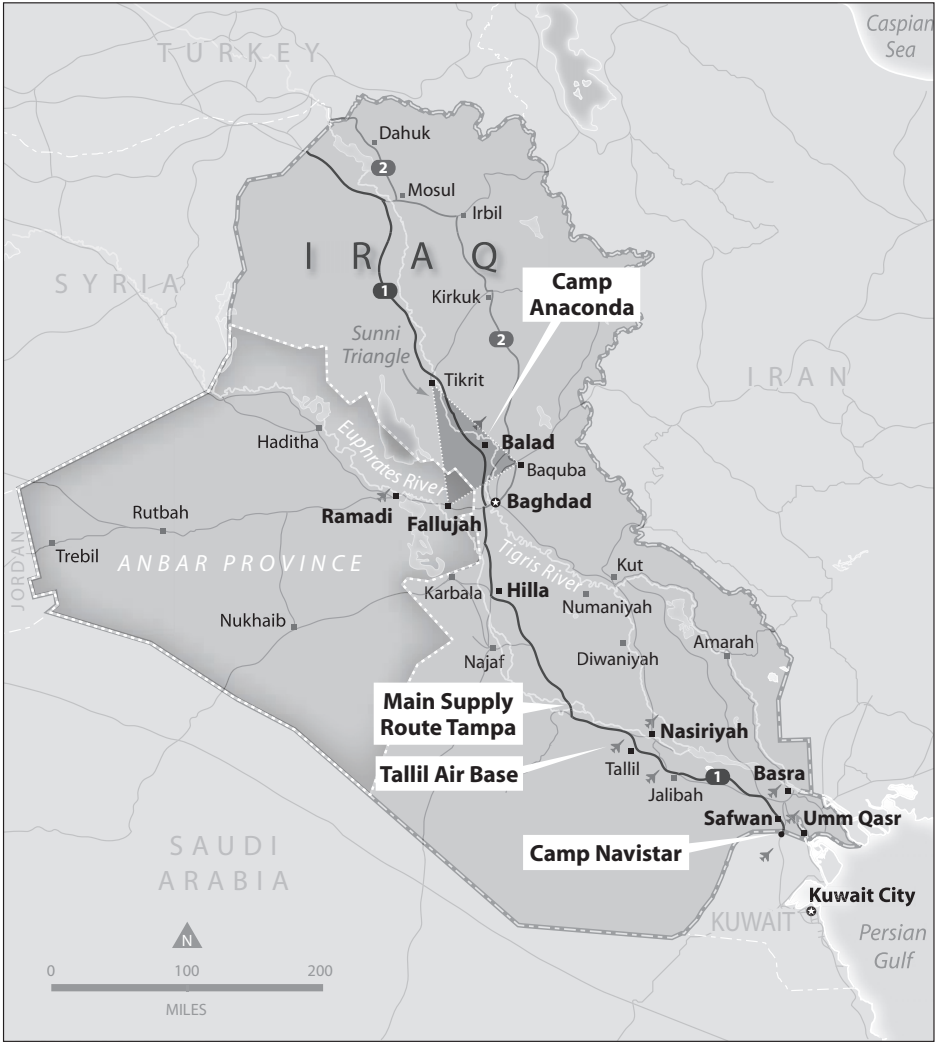 Caspian
Sea
TURKEY
Dahuk
2
Mosul
Irbil
IRAQ
SYRIA
Camp
Anaconda
1
Kirkuk
Sunni
Triangle
2
IRAN
Tikrit
Haditha
Euphrates River
Balad
Baquba
Ramadi
Fallujah
Baghdad
Rutbah
Trebil
JORDAN
ANBAR PROVINCE
Tigris River
Kut
Karbala
Hilla
Numaniyah
Nukhaib
Najaf
Diwaniyah
Amarah
Main Supply
Route Tampa
Nasiriyah
Tallil Air Base
Tallil
Jalibah
1
Basra
Safwan
Umm Qasr
Camp Navistar
SAUDI
ARABIA
Kuwait City
KUWAIT
Persian
Gulf
N
0 100 200
MILES